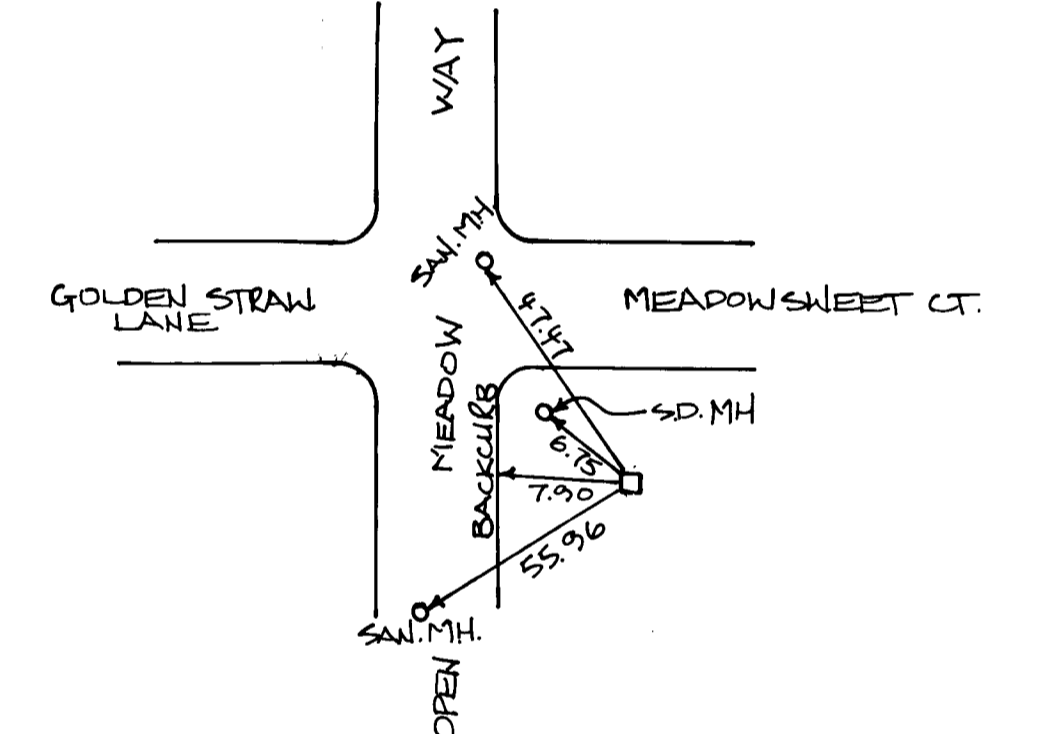 WAY
SAN. M.H.
GOLDEN STRAW
LANE
MEADOWSWEET CT.
47.47
MEADOW
BACKCURB
S.D. MH
6.75
7.90
55.96
SAN. M.H.
OPEN